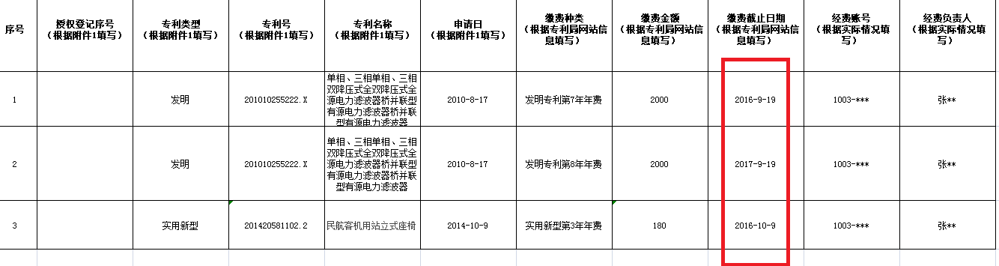 序号
授权登记序号
（根据附件1填写）
专利类型
（根据附件1填写）
专利号
（根据附件1填写）
专利名称
（根据附件1填写）
申请日
（根据附件1填写）
缴费种类
（根据专利局网站信
息填写）
缴费金额
（根据专利局网站信
息填写）
缴费截止日期
（根据专利局网站信
息填写）
经费账号
（根据实际情况填
写）
经费负责人
（根据实际情况填
写）
1
发明
201010255222.X
单相、三相单相、三相
双降压式全双降压式全
源电力滤波器桥并联型
有源电力滤波器桥并联
型有源电力滤波器
2010-8-17
发明专利第7年年费
2000
2016-9-19
1003-***
张**
2
发明
201010255222.X
单相、三相单相、三相
双降压式全双降压式全
源电力滤波器桥并联型
有源电力滤波器桥并联
型有源电力滤波器
2010-8-17
发明专利第8年年费
2000
2017-9-19
1003-***
张**
3
实用新型
201420581102.2
民航客机用站立式座椅
2014-10-9
实用新型第3年年费
180
2016-10-9
1003-***
张**